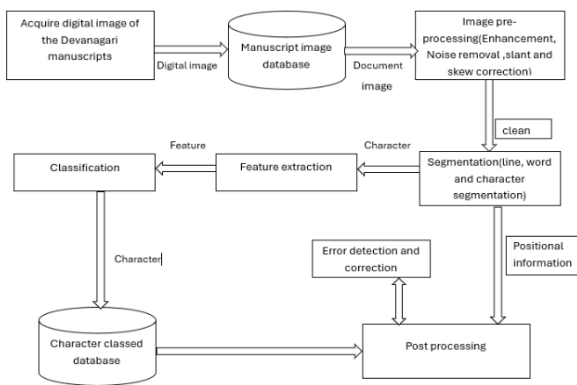 Acquire digital image of
the Devanagari
manuscripts
Digital image
Manuscript image
database
Document
image
Image pre-
processing(Enhancement,
Noise removal ,slant and
skew correction)
clean
Segmentation(line, word
and character
segmentation)
Character
Feature extraction
Feature
Classification
Character
Positional
information
Error detection and
correction
Character classed
database
Post processing